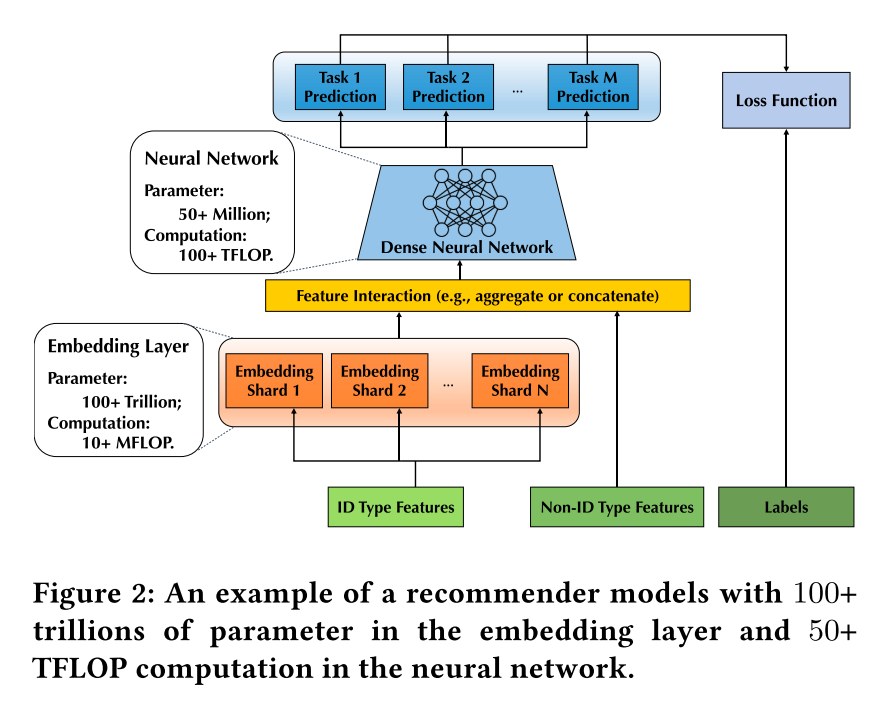 Task 1
Prediction
Task 2
Prediction
...
Task M
Prediction
Loss Function
Neural Network
Parameter:
50+ Million;
Computation:
100+ TFLOP.
Dense Neural Network
Feature Interaction (e.g., aggregate or concatenate)
Embedding Layer
Parameter:
100+ Trillion;
Computation:
10+ MFLOP.
Embedding
Shard 1
Embedding
Shard 2
...
Embedding
Shard N
ID Type Features
Non-ID Type Features
Labels
Figure 2: An example of a recommender models with 100+
trillions of parameter in the embedding layer and 50+
TFLOP computation in the neural network.